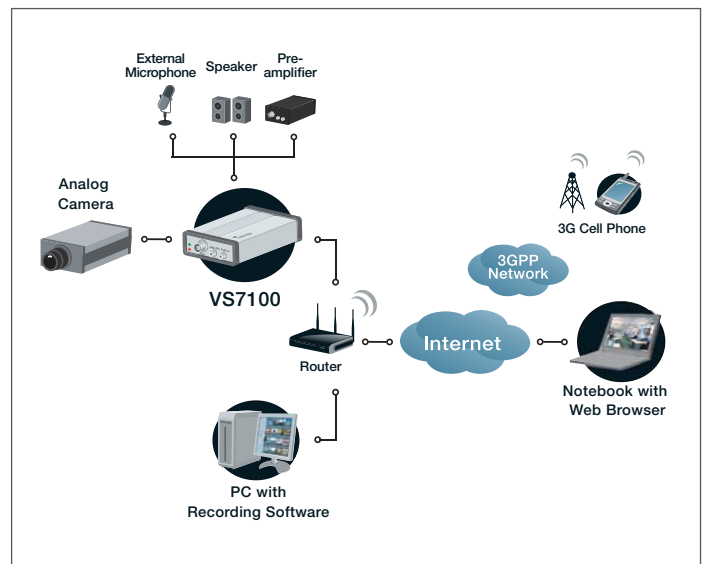 External
Microphone
Speaker
Pre-
amplifier
Analog
Camera
VS7100
3G Cell Phone
3GPP
Network
Internet
Router
Notebook with
Web Browser
PC with
Recording Software